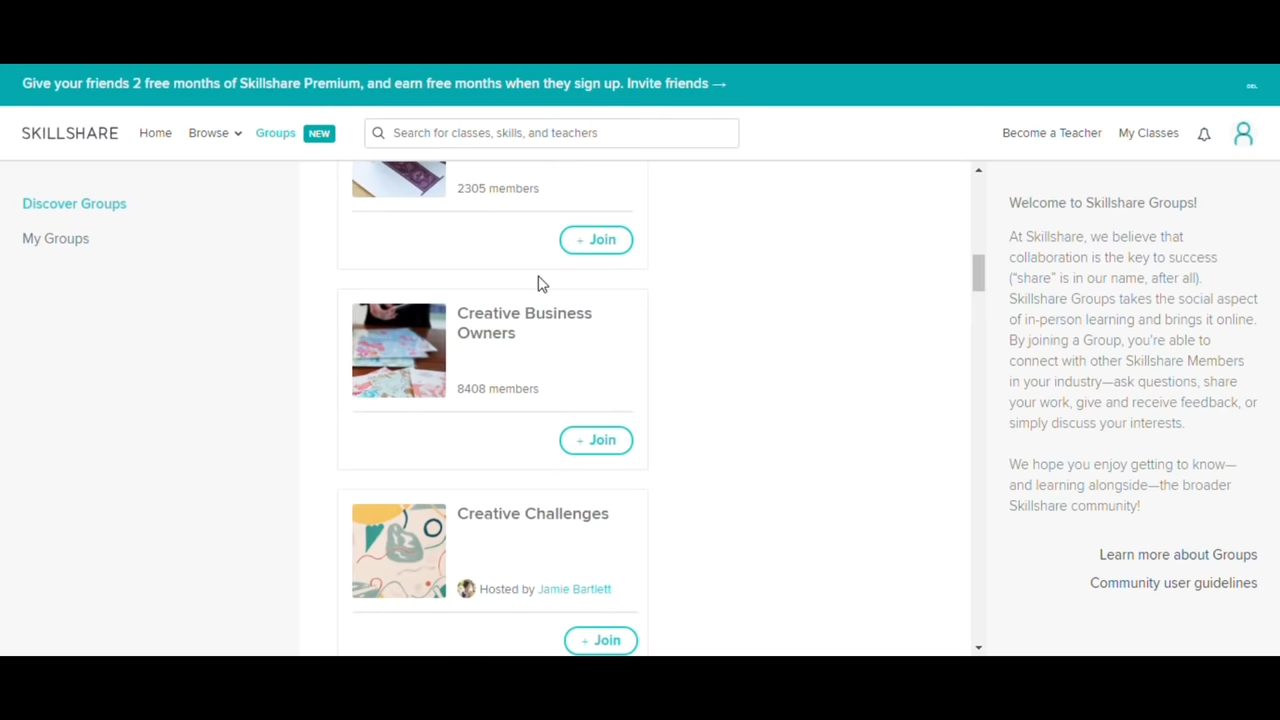 Give your friends 2 free months of Skillshare Premium, and earn free months when they sign up. Invite friends →
SKILLSHARE
Home
Browse
Groups
NEW
Search for classes, skills, and teachers
Become a Teacher
My Classes
Discover Groups
My Groups
2305 members
+ Join
Creative Business
Owners
8408 members
+ Join
Creative Challenges
Hosted by Jamie Bartlett
+ Join
Welcome to Skillshare Groups!
At Skillshare, we believe that
collaboration is the key to success
(“share” is in our name, after all).
Skillshare Groups takes the social aspect
of in-person learning and brings it online.
By joining a Group, you're able to
connect with other Skillshare Members
in your industry—ask questions, share
your work, give and receive feedback, or
simply discuss your interests.
We hope you enjoy getting to know—
and learning alongside—the broader
Skillshare community!
Learn more about Groups
Community user guidelines